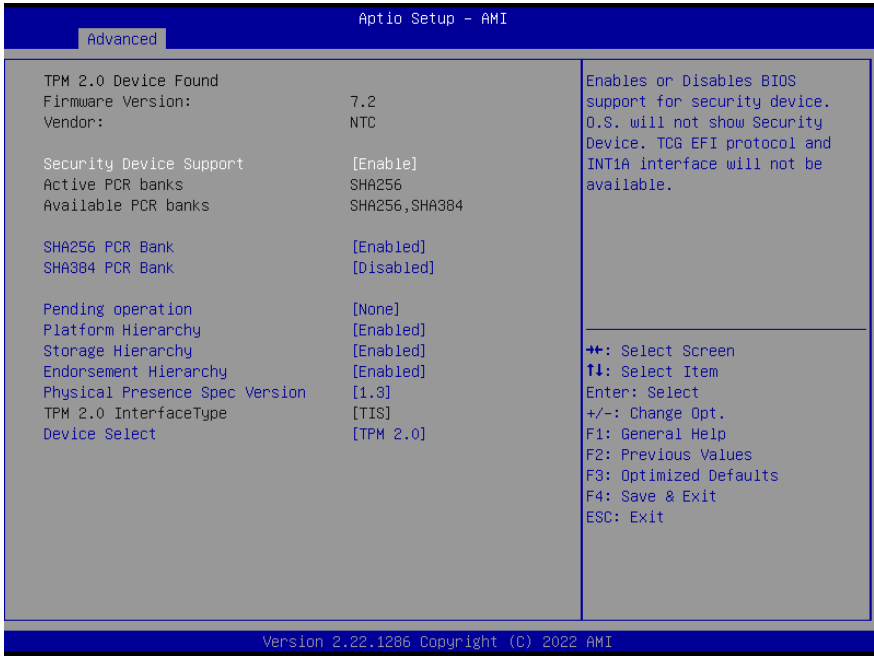 Aptio Setup – AMI
Advanced
TPM 2.0 Device Found
Firmware Version: 7.2
Vendor: NTC
Security Device Support [Enable]
Active PCR banks SHA256
Available PCR banks SHA256,SHA384
SHA256 PCR Bank [Enabled]
SHA384 PCR Bank [Disabled]
Pending operation [None]
Platform Hierarchy [Enabled]
Storage Hierarchy [Enabled]
Endorsement Hierarchy [Enabled]
Physical Presence Spec Version [1.3]
TPM 2.0 InterfaceType [TIS]
Device Select [TPM 2.0]
Enables or Disables BIOS
support for security device.
O.S. will not show Security
Device. TCG EFI protocol and
INT1A interface will not be
available.
→←: Select Screen
↑↓: Select Item
Enter: Select
+/-: Change Opt.
F1: General Help
F2: Previous Values
F3: Optimized Defaults
F4: Save & Exit
ESC: Exit
Version 2.22.1286 Copyright (C) 2022 AMI